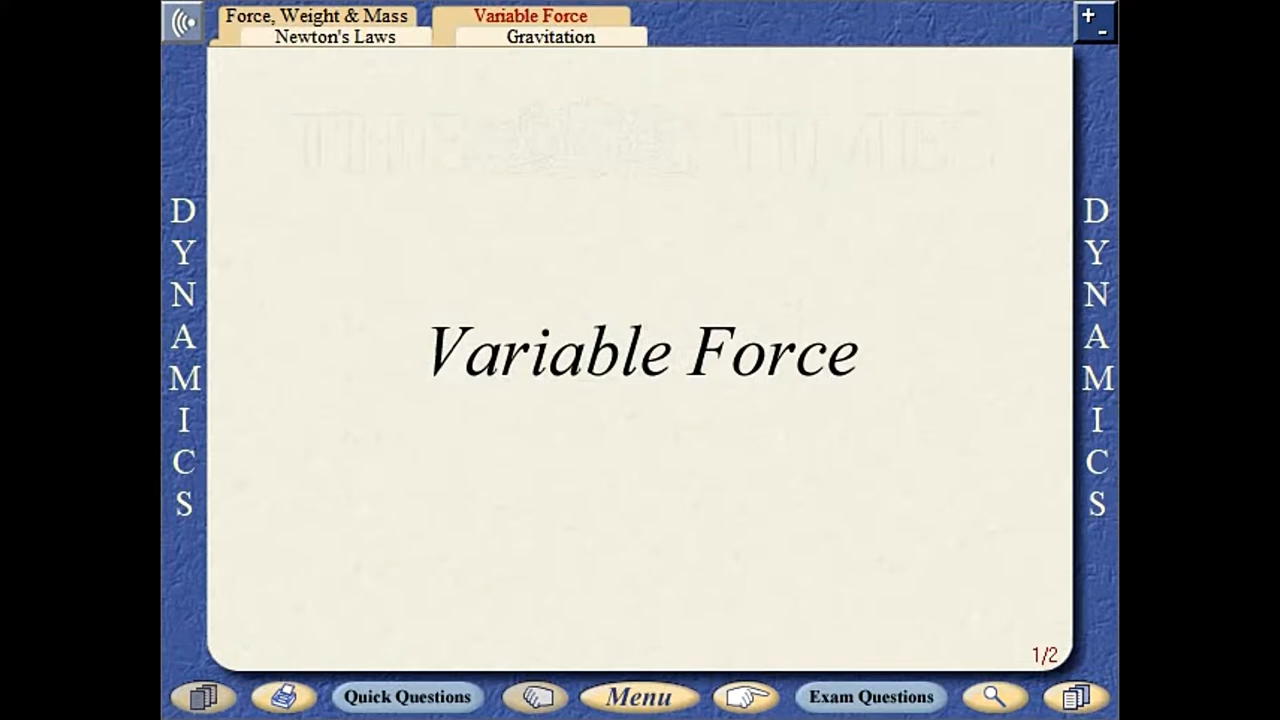 Force, Weight & Mass
Variable Force
Newton's Laws
Gravitation
+
-
DYNAMICS
DYNAMICS
Variable Force
1/2
Quick Questions
Menu
Exam Questions